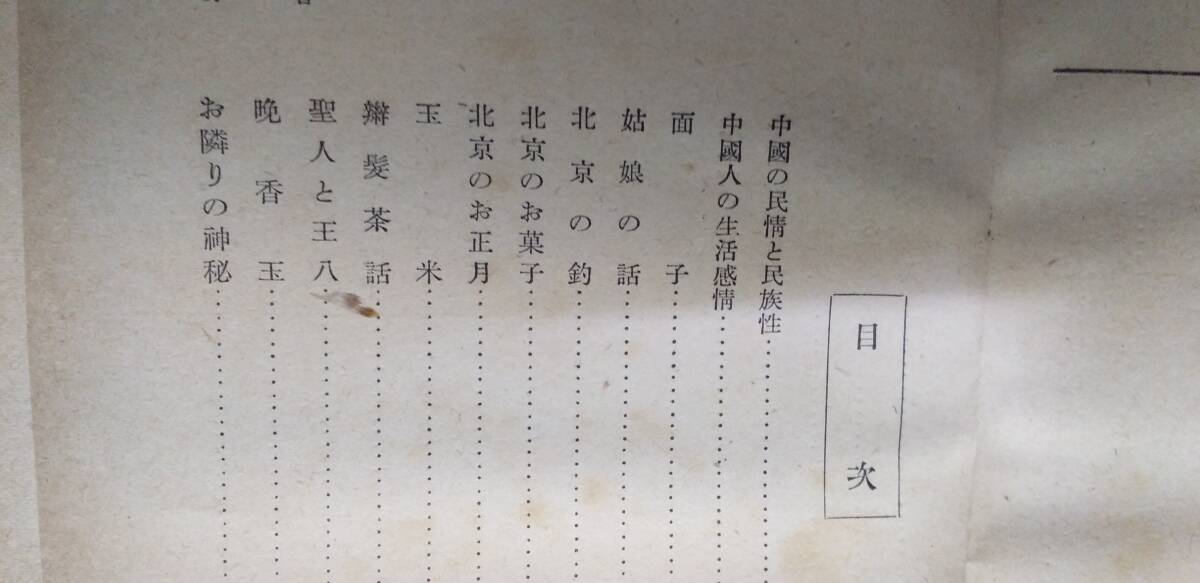 目次
中國の民情と民族性
中國人の生活感情
面子
姑娘の話
北京の釣
北京のお菓子
北京のお正月
玉米
辮髮茶話
聖人と王八
晩香玉
お隣りの神秘